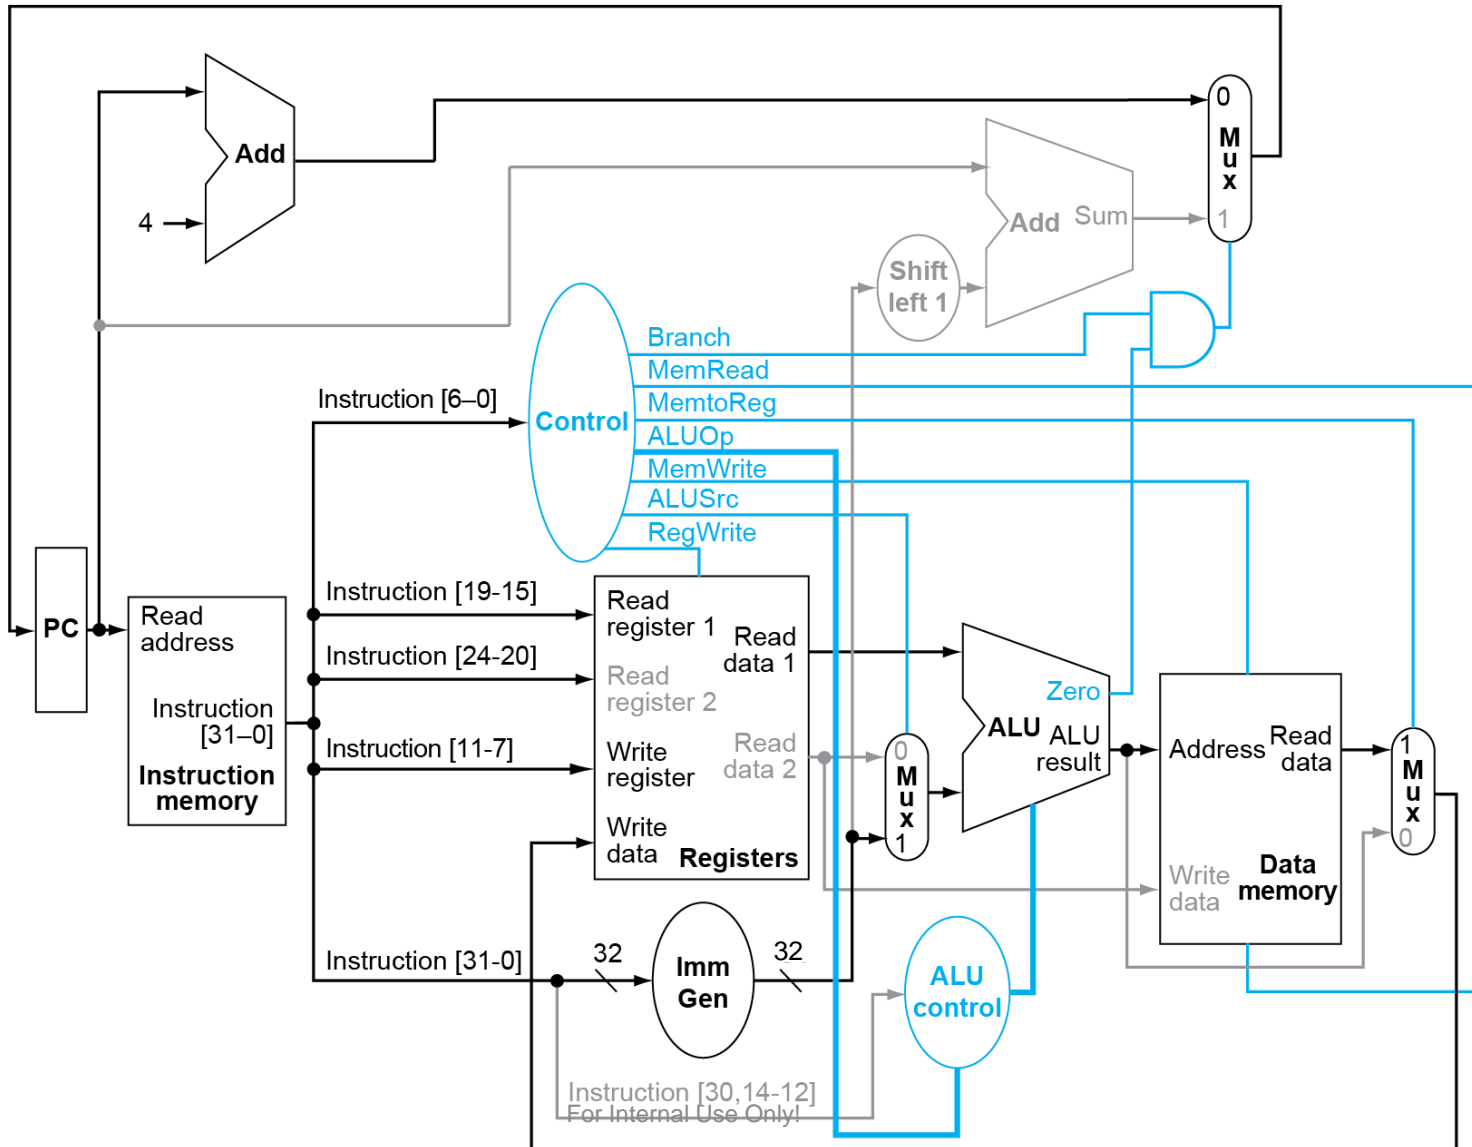 0
M
u
x
1
Add
4
Add
Sum
Shift
left 1
Branch
MemRead
MemtoReg
ALUOp
MemWrite
ALUSrc
RegWrite
Control
Instruction [6–0]
Instruction [19-15]
Instruction [24-20]
Instruction [11-7]
Instruction [31-0]
PC
Read
address
Instruction
[31–0]
Instruction
memory
Read
register 1
Read
data 1
Read
register 2
Write
register
Read
data 2
Write
data
Registers
0
M
u
x
1
Zero
ALU
ALU
result
Address
Read
data
Write
data
Data
memory
1
M
u
x
0
32
Imm
Gen
32
ALU
control
Instruction [30,14-12]
For Internal Use Only!